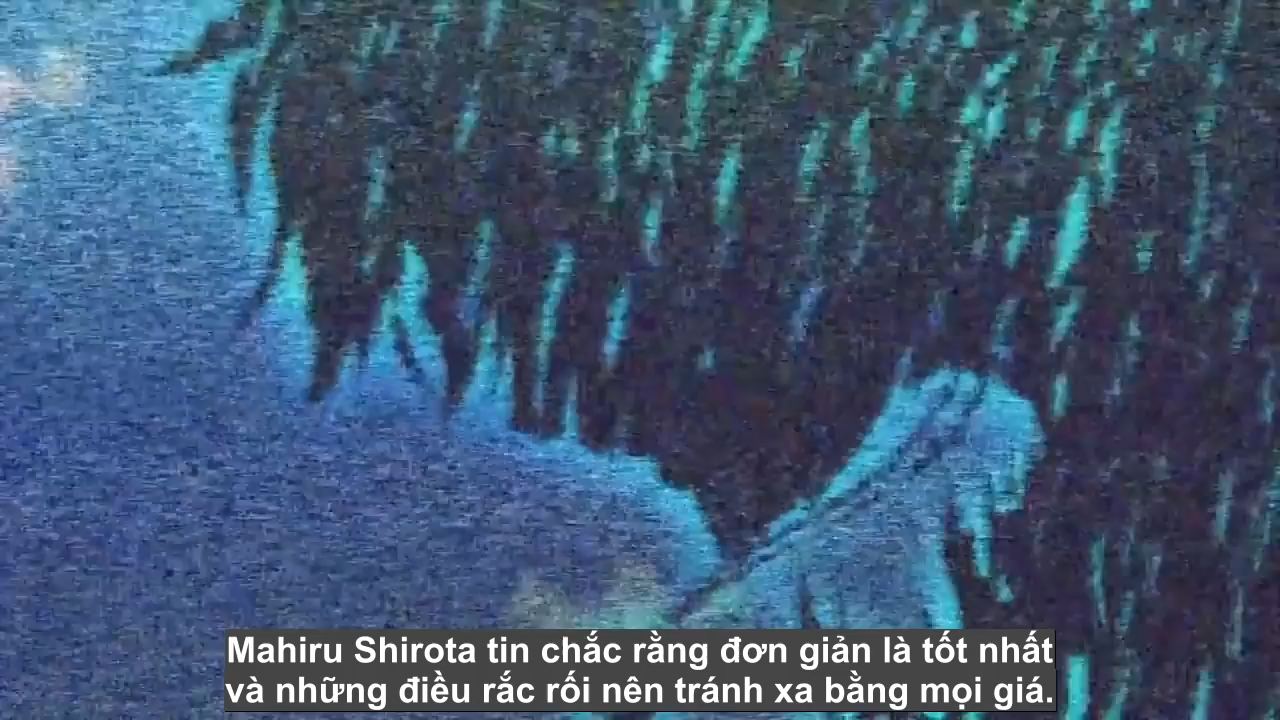 Mahiru Shirota tin chắc rằng đơn giản là tốt nhất
và những điều rắc rối nên tránh xa bằng mọi giá.